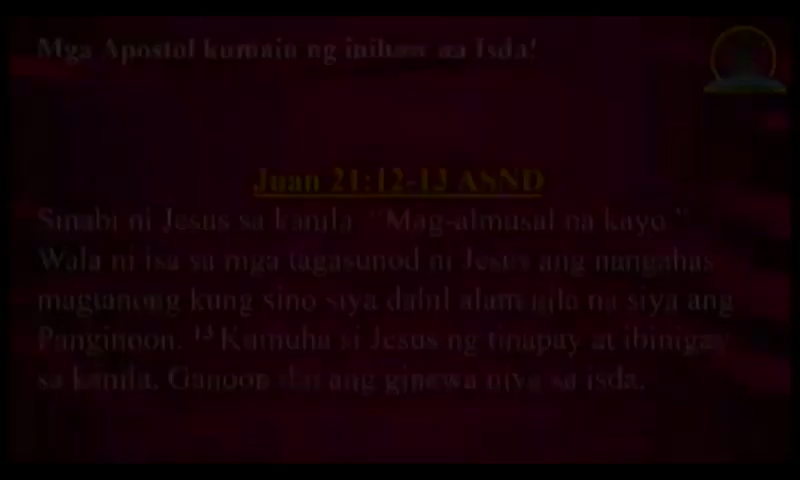 Mga Apostol kumain ng inihaw na Isda!
Juan 21:12-13 ASND
Sinabi ni Jesus sa kanila, “Mag-almusal na kayo.”
Wala ni isa sa mga tagasunod ni Jesus ang nangahas
magtanong kung sino siya dahil alam nila na siya ang
Panginoon. 13 Kumuha si Jesus ng tinapay at ibinigay
sa kanila. Ganoon din ang ginawa niya sa isda.